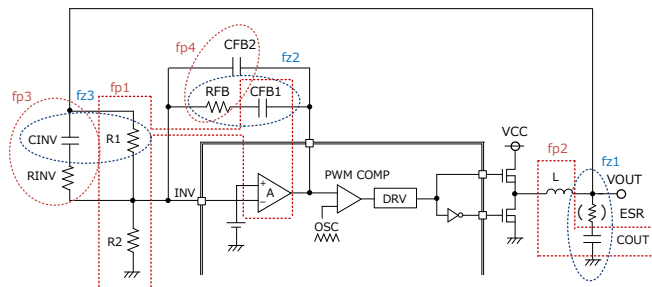 fp4
CFB2
fz2
fp3
fz3
fp1
RFB
CFB1
VCC
CINV
R1
fp2
fz1
RINV
PWM COMP
L
VOUT
INV
+
A
−
DRV
( ) ESR
R2
OSC
COUT